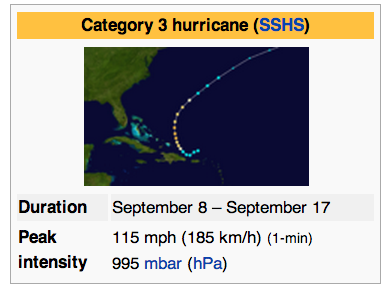 Category 3 hurricane (SSHS)
Duration September 8 – September 17
Peak 115 mph (185 km/h) (1-min)
intensity 995 mbar (hPa)